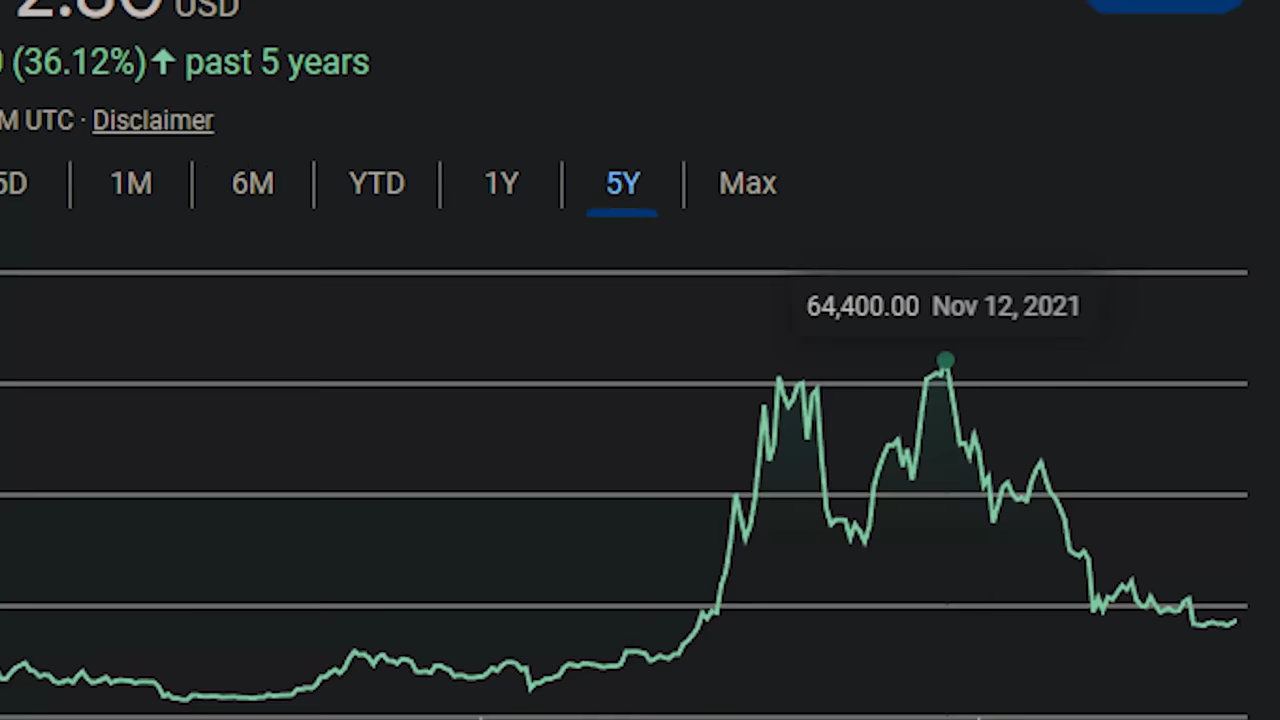 USD
(36.12%) past 5 years
M UTC · Disclaimer
5D 1M 6M YTD 1Y 5Y Max
64,400.00 Nov 12, 2021